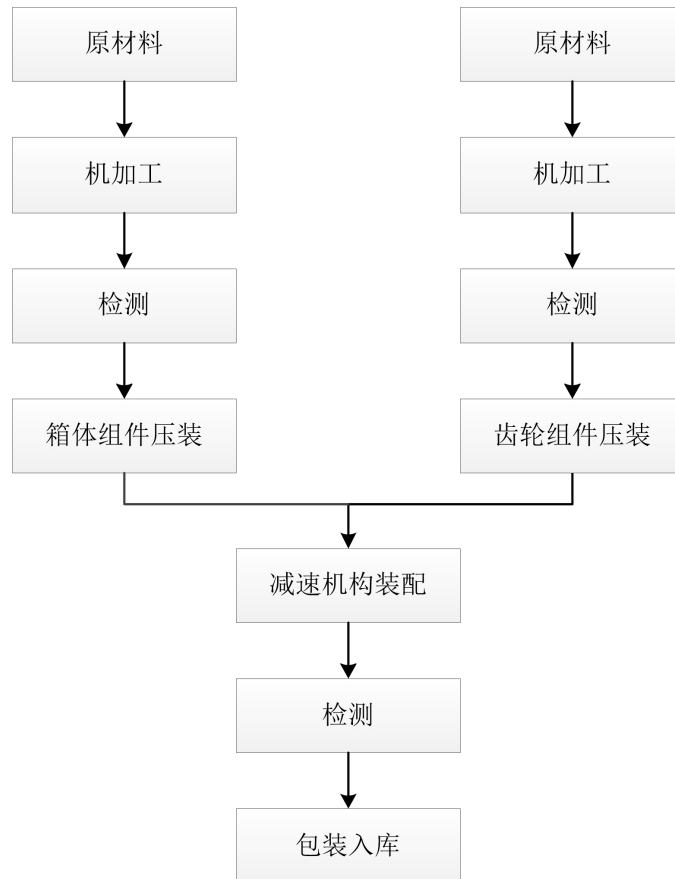 原材料
原材料
机加工
机加工
检测
检测
箱体组件压装
齿轮组件压装
减速机构装配
检测
包装入库